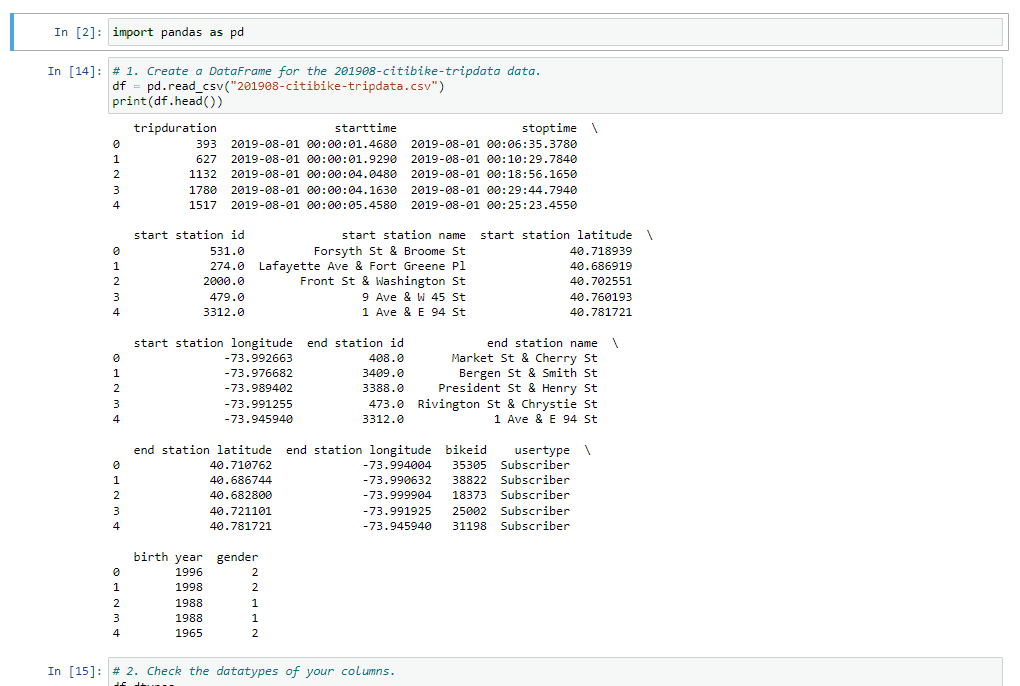 In [2]: import pandas as pd
In [14]: # 1. Create a DataFrame for the 201908-citibike-tripdata data.
df = pd.read_csv("201908-citibike-tripdata.csv")
print(df.head())
   tripduration                 starttime                  stoptime  \
0           393  2019-08-01 00:00:01.4680  2019-08-01 00:06:35.3780
1           627  2019-08-01 00:00:01.9290  2019-08-01 00:10:29.7840
2          1132  2019-08-01 00:00:04.0480  2019-08-01 00:18:56.1650
3          1780  2019-08-01 00:00:04.1630  2019-08-01 00:29:44.7940
4          1517  2019-08-01 00:00:05.4580  2019-08-01 00:25:23.4550
   start station id              start station name  start station latitude  \
0             531.0          Forsyth St & Broome St               40.718939
1             274.0  Lafayette Ave & Fort Greene Pl               40.686919
2            2000.0        Front St & Washington St               40.702551
3             479.0                 9 Ave & W 45 St               40.760193
4            3312.0                 1 Ave & E 94 St               40.781721
   start station longitude  end station id             end station name  \
0               -73.992663           408.0        Market St & Cherry St
1               -73.976682          3409.0         Bergen St & Smith St
2               -73.989402          3388.0      President St & Henry St
3               -73.991255           473.0  Rivington St & Chrystie St
4               -73.945940          3312.0              1 Ave & E 94 St
   end station latitude  end station longitude  bikeid    usertype  \
0             40.710762             -73.994004   35305  Subscriber
1             40.686744             -73.990632   38822  Subscriber
2             40.682800             -73.999904   18373  Subscriber
3             40.721101             -73.991925   25002  Subscriber
4             40.781721             -73.945940   31198  Subscriber
   birth year  gender
0        1996       2
1        1998       2
2        1988       1
3        1988       1
4        1965       2
In [15]: # 2. Check the datatypes of your columns.